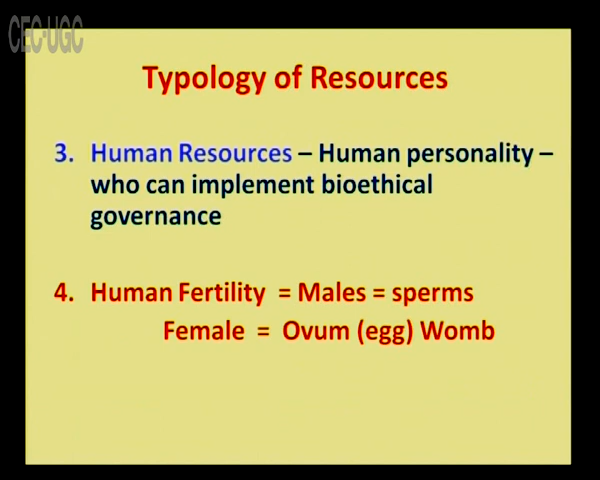 CEC-UGC
Typology of Resources
3. Human Resources – Human personality –
who can implement bioethical
governance
4. Human Fertility = Males = sperms
Female = Ovum (egg) Womb